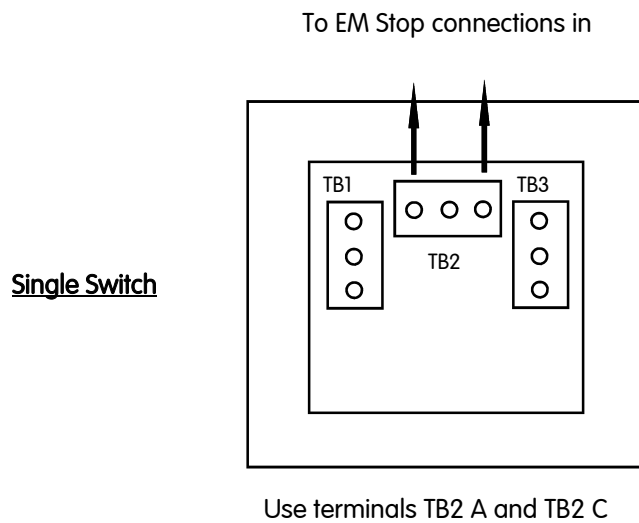 To EM Stop connections in
TB1
TB3
TB2
Single Switch
Use terminals TB2 A and TB2 C